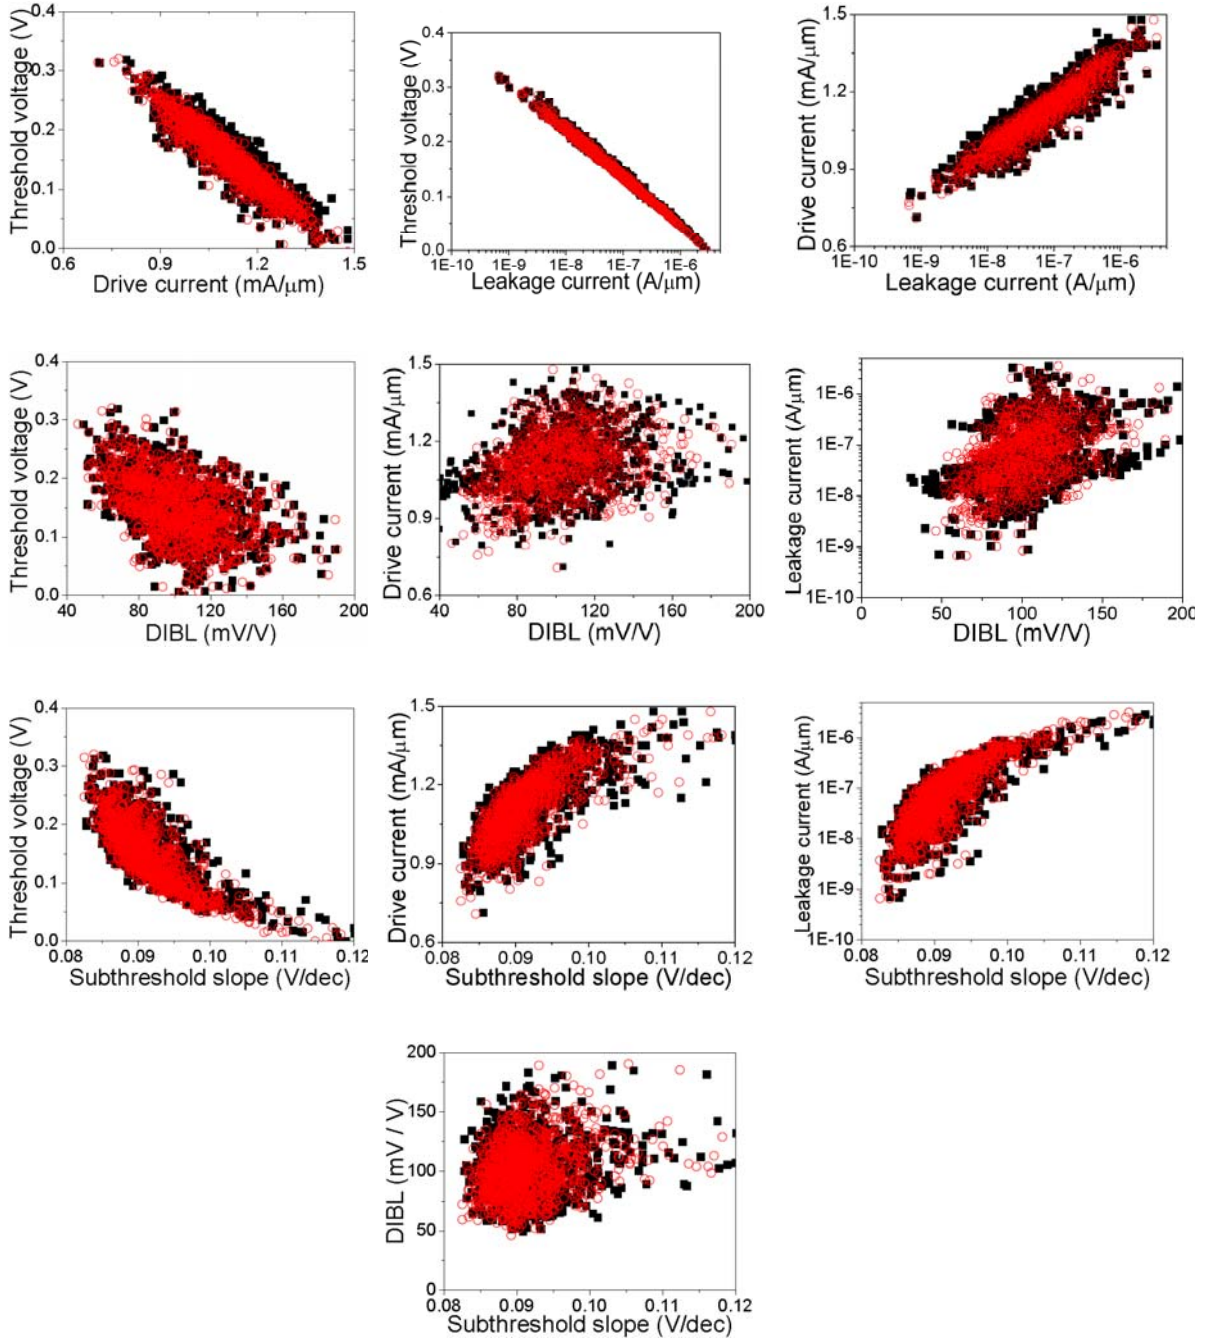 Threshold voltage (V)
0.4
0.3
0.2
0.1
0.0
0.6 0.9 1.2 1.5
Drive current (mA/μm)
Threshold voltage (V)
0.4
0.3
0.2
0.1
0.0
1E-10 1E-9 1E-8 1E-7 1E-6
Leakage current (A/μm)
Drive current (mA/μm)
1.5
1.2
0.9
0.6
1E-10 1E-9 1E-8 1E-7 1E-6
Leakage current (A/μm)
Threshold voltage (V)
0.4
0.3
0.2
0.1
0.0
40 80 120 160 200
DIBL (mV/V)
Drive current (mA/μm)
1.5
1.2
0.9
0.6
40 80 120 160 200
DIBL (mV/V)
Leakage current (A/μm)
1E-6
1E-7
1E-8
1E-9
1E-10
0 50 100 150 200
DIBL (mV/V)
Threshold voltage (V)
0.4
0.3
0.2
0.1
0.0
0.08 0.09 0.10 0.11 0.12
Subthreshold slope (V/dec)
Drive current (mA/μm)
1.5
1.2
0.9
0.6
0.08 0.09 0.10 0.11 0.12
Subthreshold slope (V/dec)
Leakage current (A/μm)
1E-6
1E-7
1E-8
1E-9
1E-10
0.08 0.09 0.10 0.11 0.12
Subthreshold slope (V/dec)
DIBL (mV / V)
200
150
100
50
0
0.08 0.09 0.10 0.11 0.12
Subthreshold slope (V/dec)